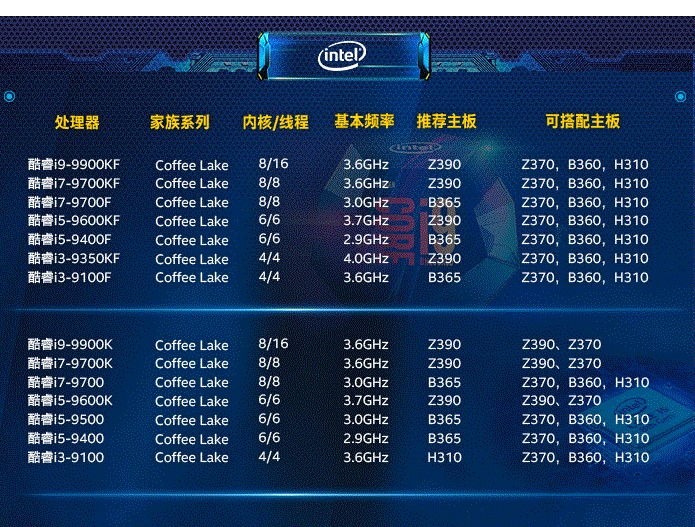 intel
处理器 家族系列 内核/线程 基本频率 推荐主板 可搭配主板
酷睿i9-9900KF Coffee Lake 8/16 3.6GHz Z390 Z370，B360，H310
酷睿i7-9700KF Coffee Lake 8/8 3.6GHz Z390 Z370，B360，H310
酷睿i7-9700F Coffee Lake 8/8 3.0GHz B365 Z370，B360，H310
酷睿i5-9600KF Coffee Lake 6/6 3.7GHz Z390 Z370，B360，H310
酷睿i5-9400F Coffee Lake 6/6 2.9GHz B365 Z370，B360，H310
酷睿i3-9350KF Coffee Lake 4/4 4.0GHz Z390 Z370，B360，H310
酷睿i3-9100F Coffee Lake 4/4 3.6GHz B365 Z370，B360，H310
酷睿i9-9900K Coffee Lake 8/16 3.6GHz Z390 Z390、Z370
酷睿i7-9700K Coffee Lake 8/8 3.6GHz Z390 Z390、Z370
酷睿i7-9700 Coffee Lake 8/8 3.0GHz B365 Z370，B360，H310
酷睿i5-9600K Coffee Lake 6/6 3.7GHz Z390 Z390、Z370
酷睿i5-9500 Coffee Lake 6/6 3.0GHz B365 Z370，B360，H310
酷睿i5-9400 Coffee Lake 6/6 2.9GHz B365 Z370，B360，H310
酷睿i3-9100 Coffee Lake 4/4 3.6GHz H310 Z370，B360，H310
intej
CORE i9